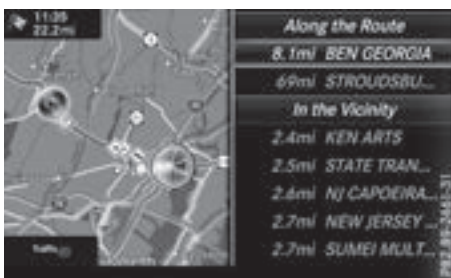 11:35
22.2mi
Along the Route
8.1mi BEN GEORGIA
69mi STROUDSBU...
In the Vicinity
2.4mi KEN ARTS
2.5mi STATE TRAN...
2.6mi NJ CAPOEIRA...
2.7mi NEW JERSEY ...
2.7mi SUMEI MULT...
Traffic